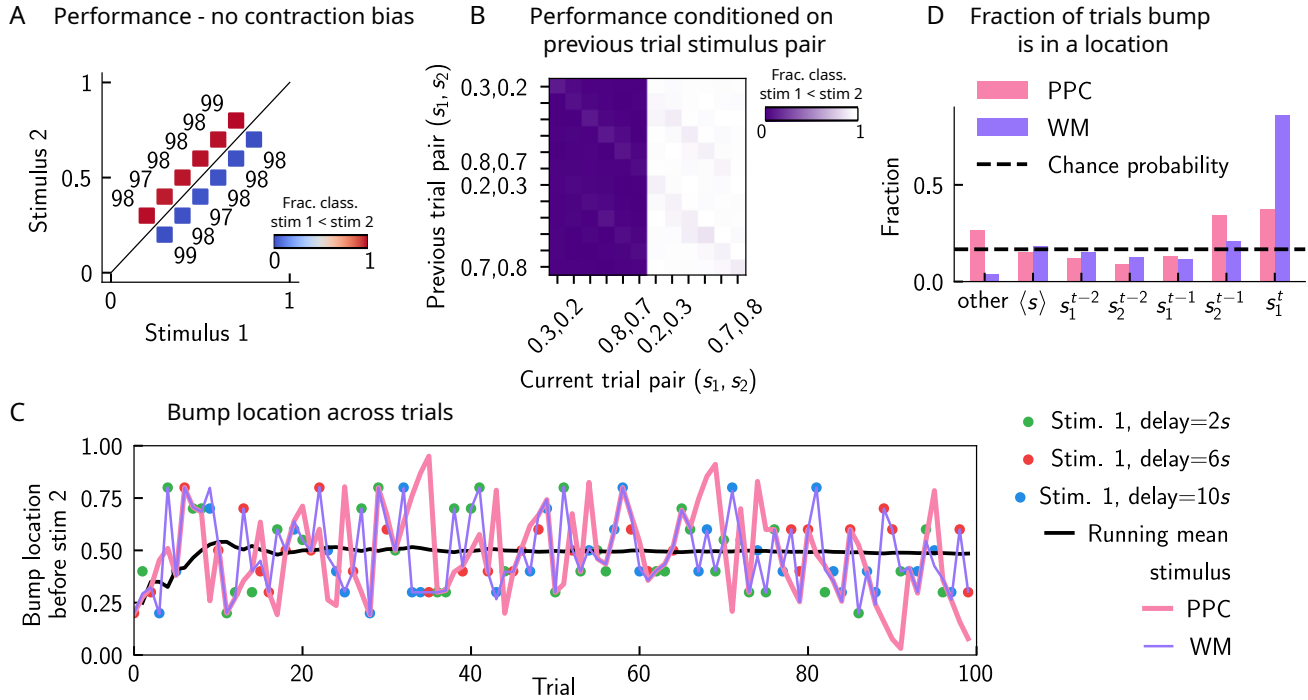 A Performance - no contraction bias
1
0.5
0
0
1
Stimulus 2
Stimulus 1
99
98
98
98
97
98
98
98
98
97
98
99
Frac. class.
stim 1 < stim 2
0 1
B Performance conditioned on
previous trial stimulus pair
Previous trial pair (s₁, s₂)
0.3,0.2
0.8,0.7
0.2,0.3
0.7,0.8
0.3,0.2
0.8,0.7
0.2,0.3
0.7,0.8
Current trial pair (s₁, s₂)
Frac. class.
stim 1 < stim 2
0 1
D Fraction of trials bump
is in a location
PPC
WM
Chance probability
Fraction
0.5
0.0
other ⟨s⟩ s₁ᵗ⁻² s₂ᵗ⁻² s₁ᵗ⁻¹ s₂ᵗ⁻¹ s₁ᵗ
C Bump location across trials
Bump location
before stim 2
1.00
0.75
0.50
0.25
0.00
0 20 40 60 80 100
Trial
Stim. 1, delay=2s
Stim. 1, delay=6s
Stim. 1, delay=10s
Running mean
stimulus
PPC
WM